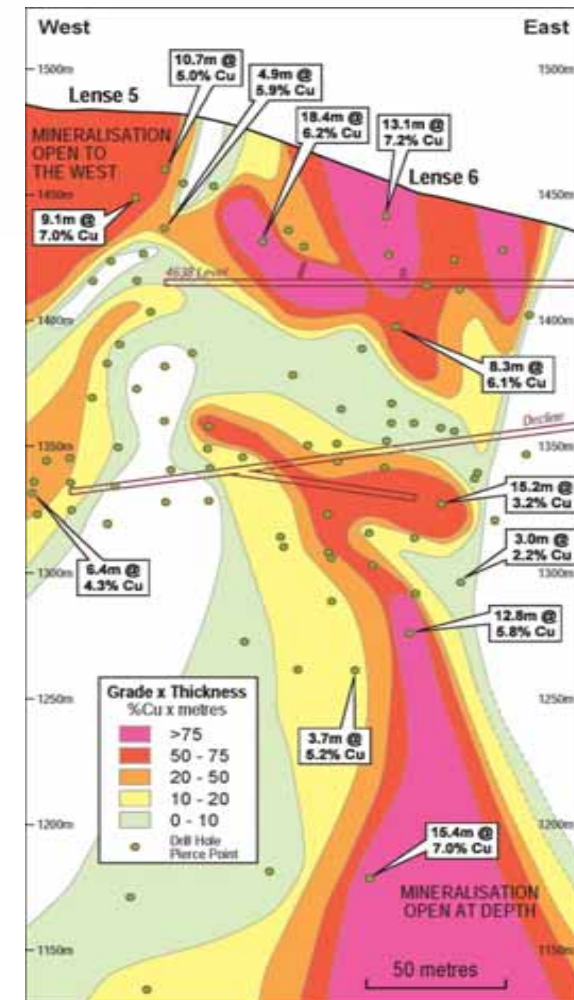 West
East
1500m
1500m
10.7m @
5.0% Cu
4.9m @
5.9% Cu
Lense 5
18.4m @
6.2% Cu
13.1m @
7.2% Cu
MINERALISATION
OPEN TO
THE WEST
Lense 6
1450m
1450m
9.1m @
7.0% Cu
4638 Level
1400m
1400m
8.3m @
6.1% Cu
Decline
1350m
1350m
15.2m @
3.2% Cu
3.0m @
2.2% Cu
6.4m @
4.3% Cu
1300m
1300m
12.8m @
5.8% Cu
Grade x Thickness
%Cu x metres
>75
50 - 75
20 - 50
10 - 20
0 - 10
Drill Hole
Pierce Point
1250m
1250m
3.7m @
5.2% Cu
1200m
1200m
15.4m @
7.0% Cu
MINERALISATION
OPEN AT DEPTH
1150m
1150m
50 metres